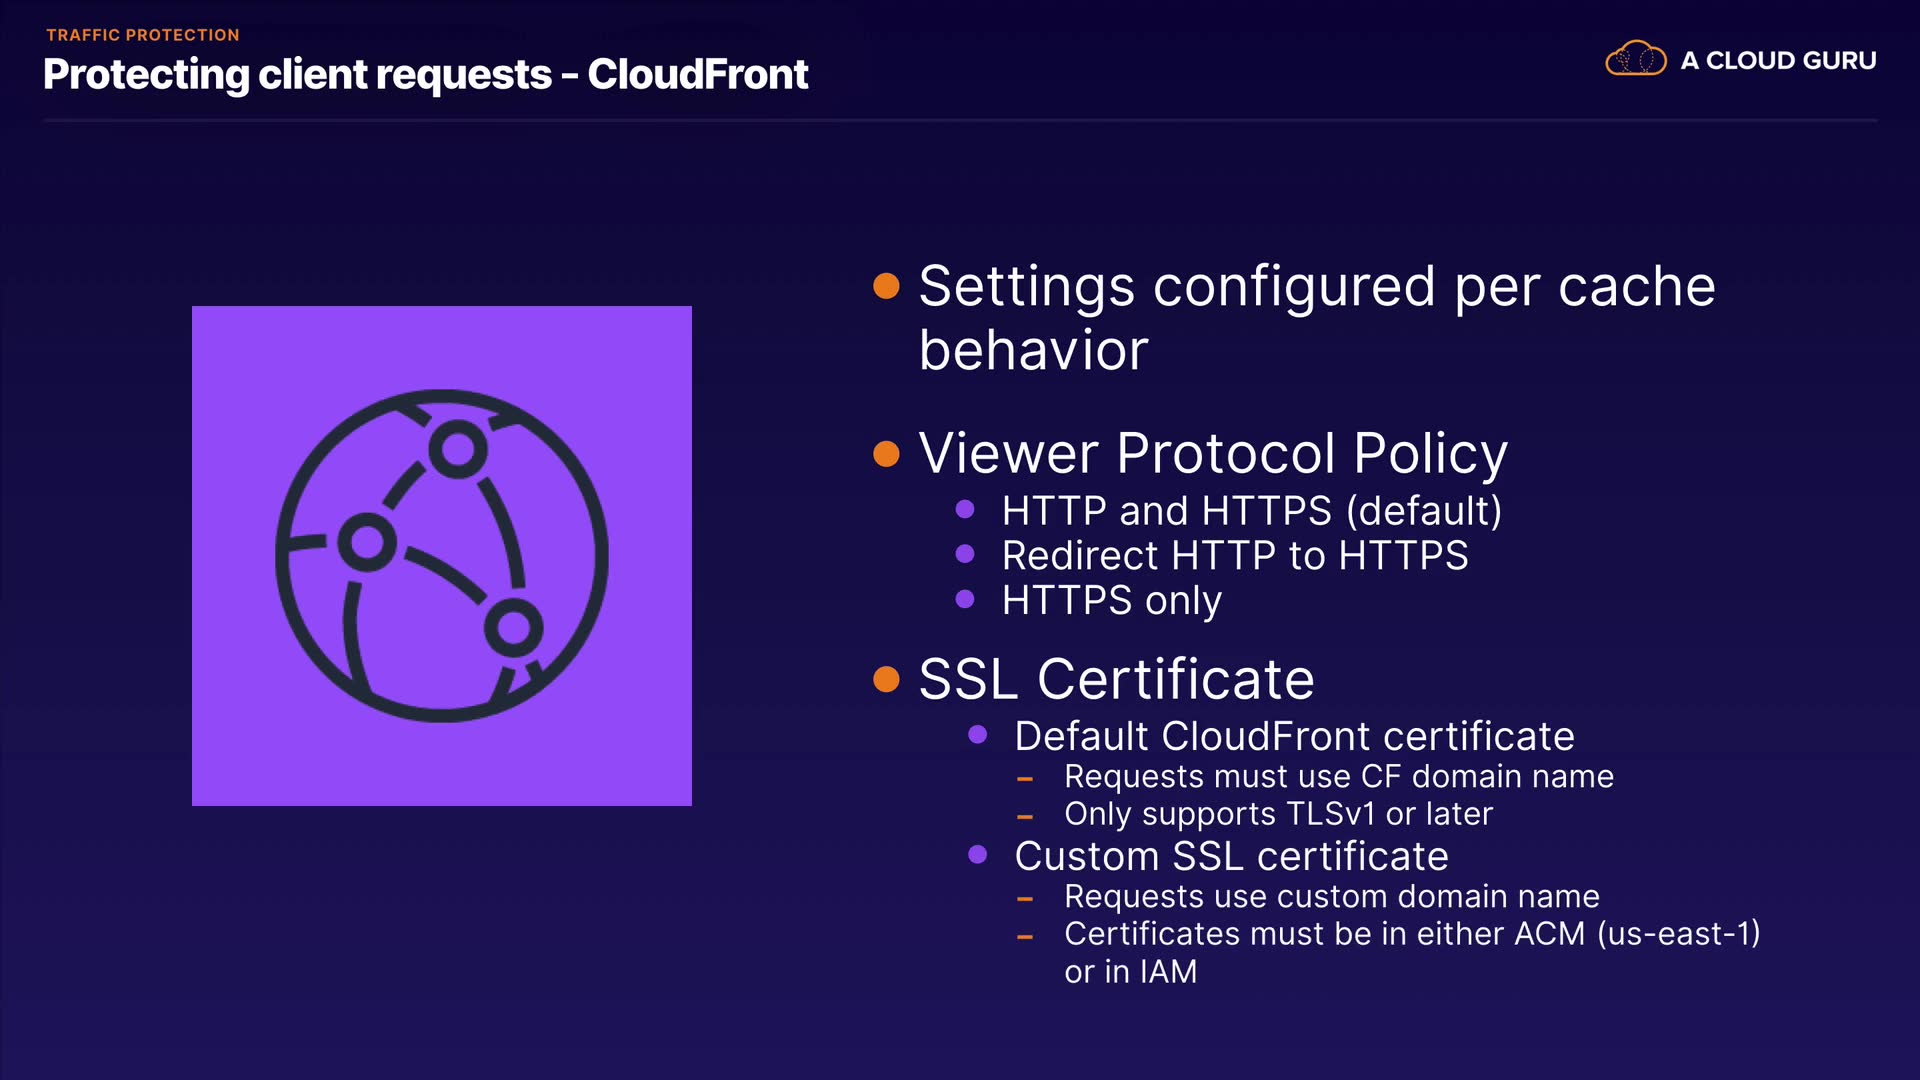 TRAFFIC PROTECTION
Protecting client requests – CloudFront
A CLOUD GURU
Settings configured per cache
behavior
Viewer Protocol Policy
HTTP and HTTPS (default)
Redirect HTTP to HTTPS
HTTPS only
SSL Certificate
Default CloudFront certificate
– Requests must use CF domain name
– Only supports TLSv1 or later
Custom SSL certificate
– Requests use custom domain name
– Certificates must be in either ACM (us-east-1)
or in IAM